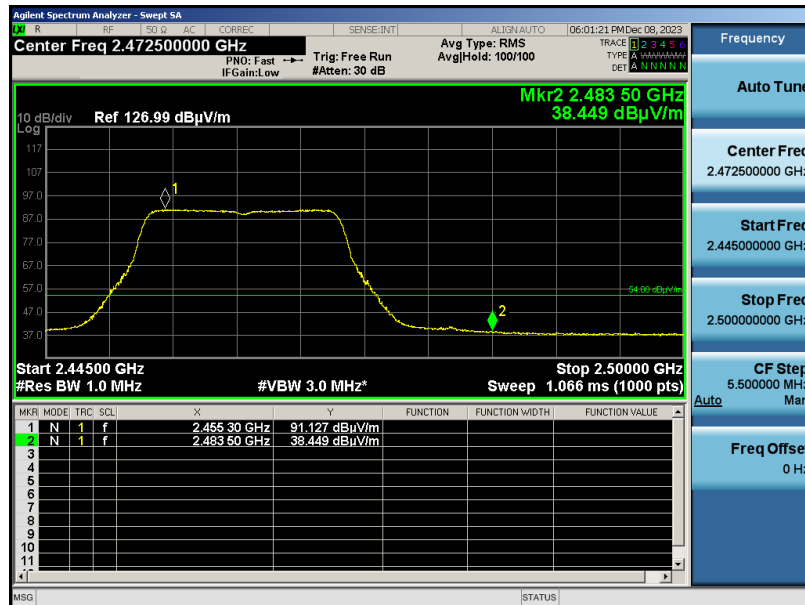 Agilent Spectrum Analyzer - Swept SA
R RF 50 Ω AC CORREC SENSE:INT ALIGN AUTO 06:01:21 PM Dec 08, 2023
Center Freq 2.472500000 GHz
PNO: Fast
IFGain:Low
Trig: Free Run
#Atten: 30 dB
Avg Type: RMS
Avg|Hold: 100/100
TRACE 1 2 3 4 5 6
TYPE A WWWWW
DET A N N N N N
Frequency
Mkr2 2.483 50 GHz
38.449 dBµV/m
10 dB/div Ref 126.99 dBµV/m
Log
117
107
97.0
87.0
77.0
67.0
57.0
47.0
37.0
1
2
54.00 dBµV/m
Start 2.44500 GHz Stop 2.50000 GHz
#Res BW 1.0 MHz #VBW 3.0 MHz* Sweep 1.066 ms (1000 pts)
MKR MODE TRC SCL X Y FUNCTION FUNCTION WIDTH FUNCTION VALUE
1 N 1 f 2.455 30 GHz 91.127 dBµV/m
2 N 1 f 2.483 50 GHz 38.449 dBµV/m
3
4
5
6
7
8
9
10
11
Auto Tune
Center Freq
2.472500000 GHz
Start Freq
2.445000000 GHz
Stop Freq
2.500000000 GHz
CF Step
5.500000 MHz
Auto Man
Freq Offset
0 Hz
MSG STATUS